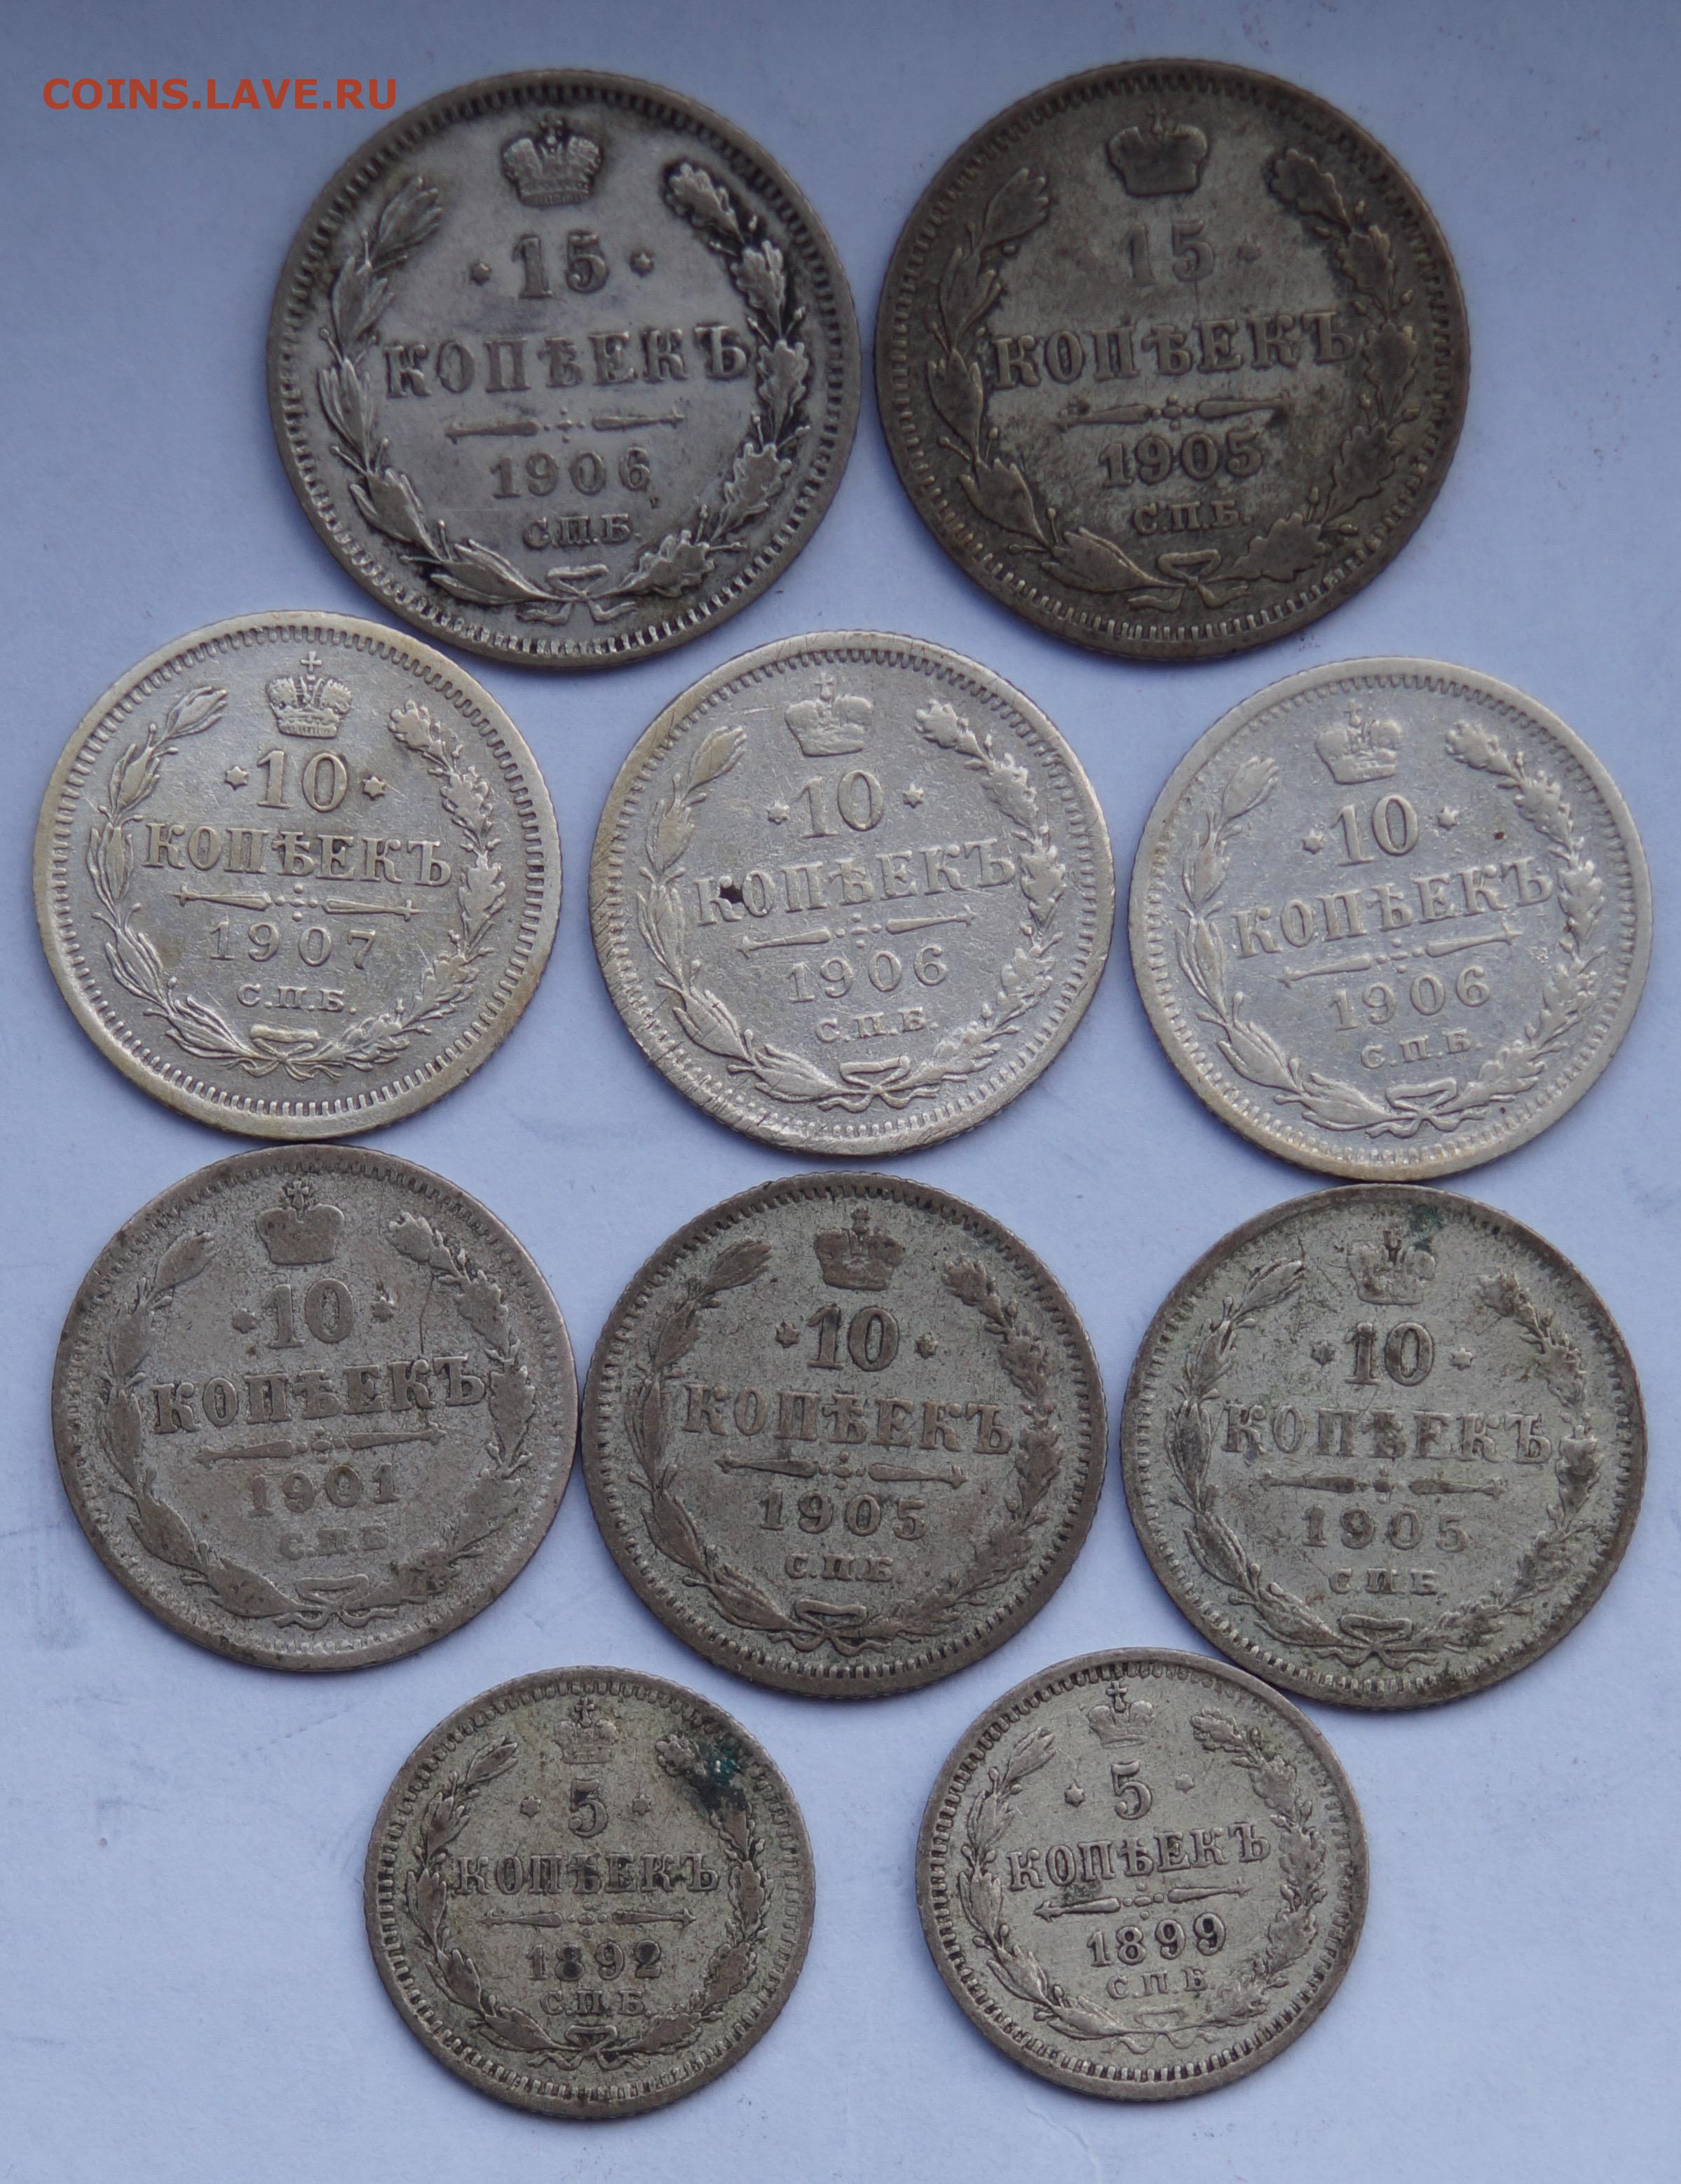 COINS.LAVE.RU
15
КОПѢЕКЪ
1906
С.П.Б.
15
КОПѢЕКЪ
1905
С.П.Б.
10
КОПѢЕКЪ
1907
С.П.Б.
10
КОПѢЕКЪ
1906
С.П.Б.
10
КОПѢЕКЪ
1906
С.П.Б.
10
КОПѢЕКЪ
1901
С.П.Б
10
КОПѢЕКЪ
1905
С.П.Б.
10
КОПѢЕКЪ
1905
С.П.Б
5
КОПѢЕКЪ
1892
С.П.Б
5
КОПѢЕКЪ
1899
С.П.Б